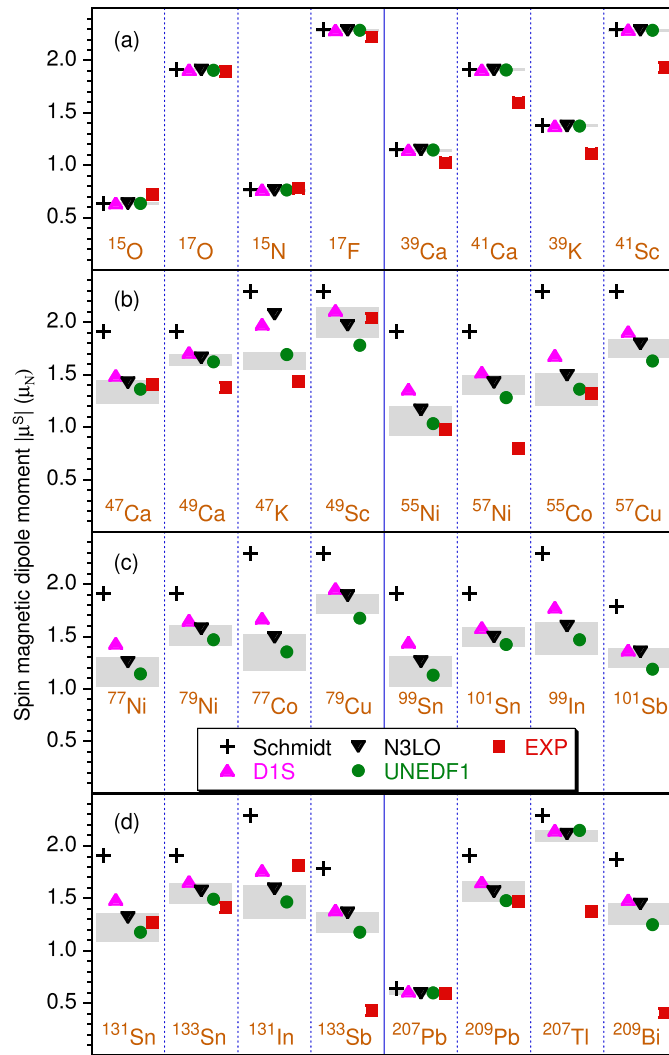 Spin magnetic dipole moment |μ^S| (μ_N)
(a)
2.0
1.5
1.0
0.5
^15O ^17O ^15N ^17F ^39Ca ^41Ca ^39K ^41Sc
(b)
2.0
1.5
1.0
0.5
^47Ca ^49Ca ^47K ^49Sc ^55Ni ^57Ni ^55Co ^57Cu
(c)
2.0
1.5
1.0
0.5
^77Ni ^79Ni ^77Co ^79Cu ^99Sn ^101Sn ^99In ^101Sb
Schmidt N3LO EXP
D1S UNEDF1
(d)
2.0
1.5
1.0
0.5
^131Sn ^133Sn ^131In ^133Sb ^207Pb ^209Pb ^207Tl ^209Bi